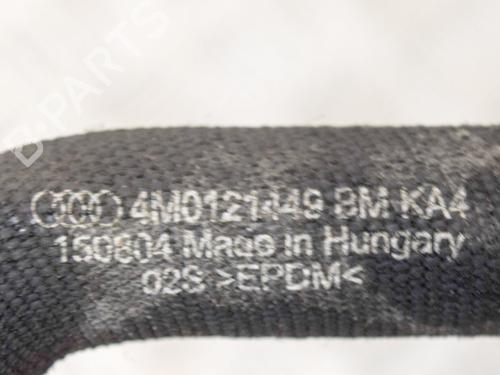 4M0121449 BM KA4
150804 Made in Hungary
02S >EPDM<
B-PARTS